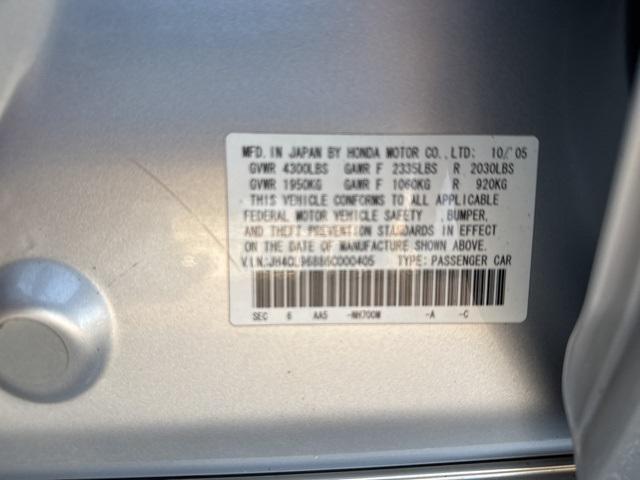 MFD. IN JAPAN BY HONDA MOTOR CO., LTD: 10/05
GVWR 4300LBS GAWR F 2335LBS R 2030LBS
GVWR 1950KG GAWR F 1060KG R 920KG
THIS VEHICLE CONFORMS TO ALL APPLICABLE
FEDERAL MOTOR VEHICLE SAFETY , BUMPER,
AND THEFT PREVENTION STANDARDS IN EFFECT
ON THE DATE OF MANUFACTURE SHOWN ABOVE.
V.I.N.: TYPE: PASSENGER CAR
SEC 6 AA5 -NH700M -A -C